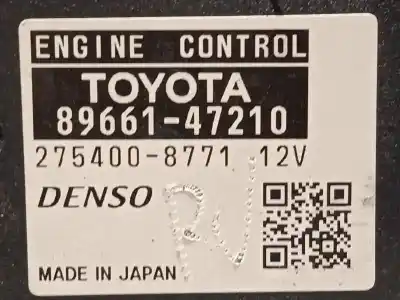 ENGINE CONTROL
TOYOTA
89661-47210
275400-8771 12V
DENSO
MADE IN JAPAN